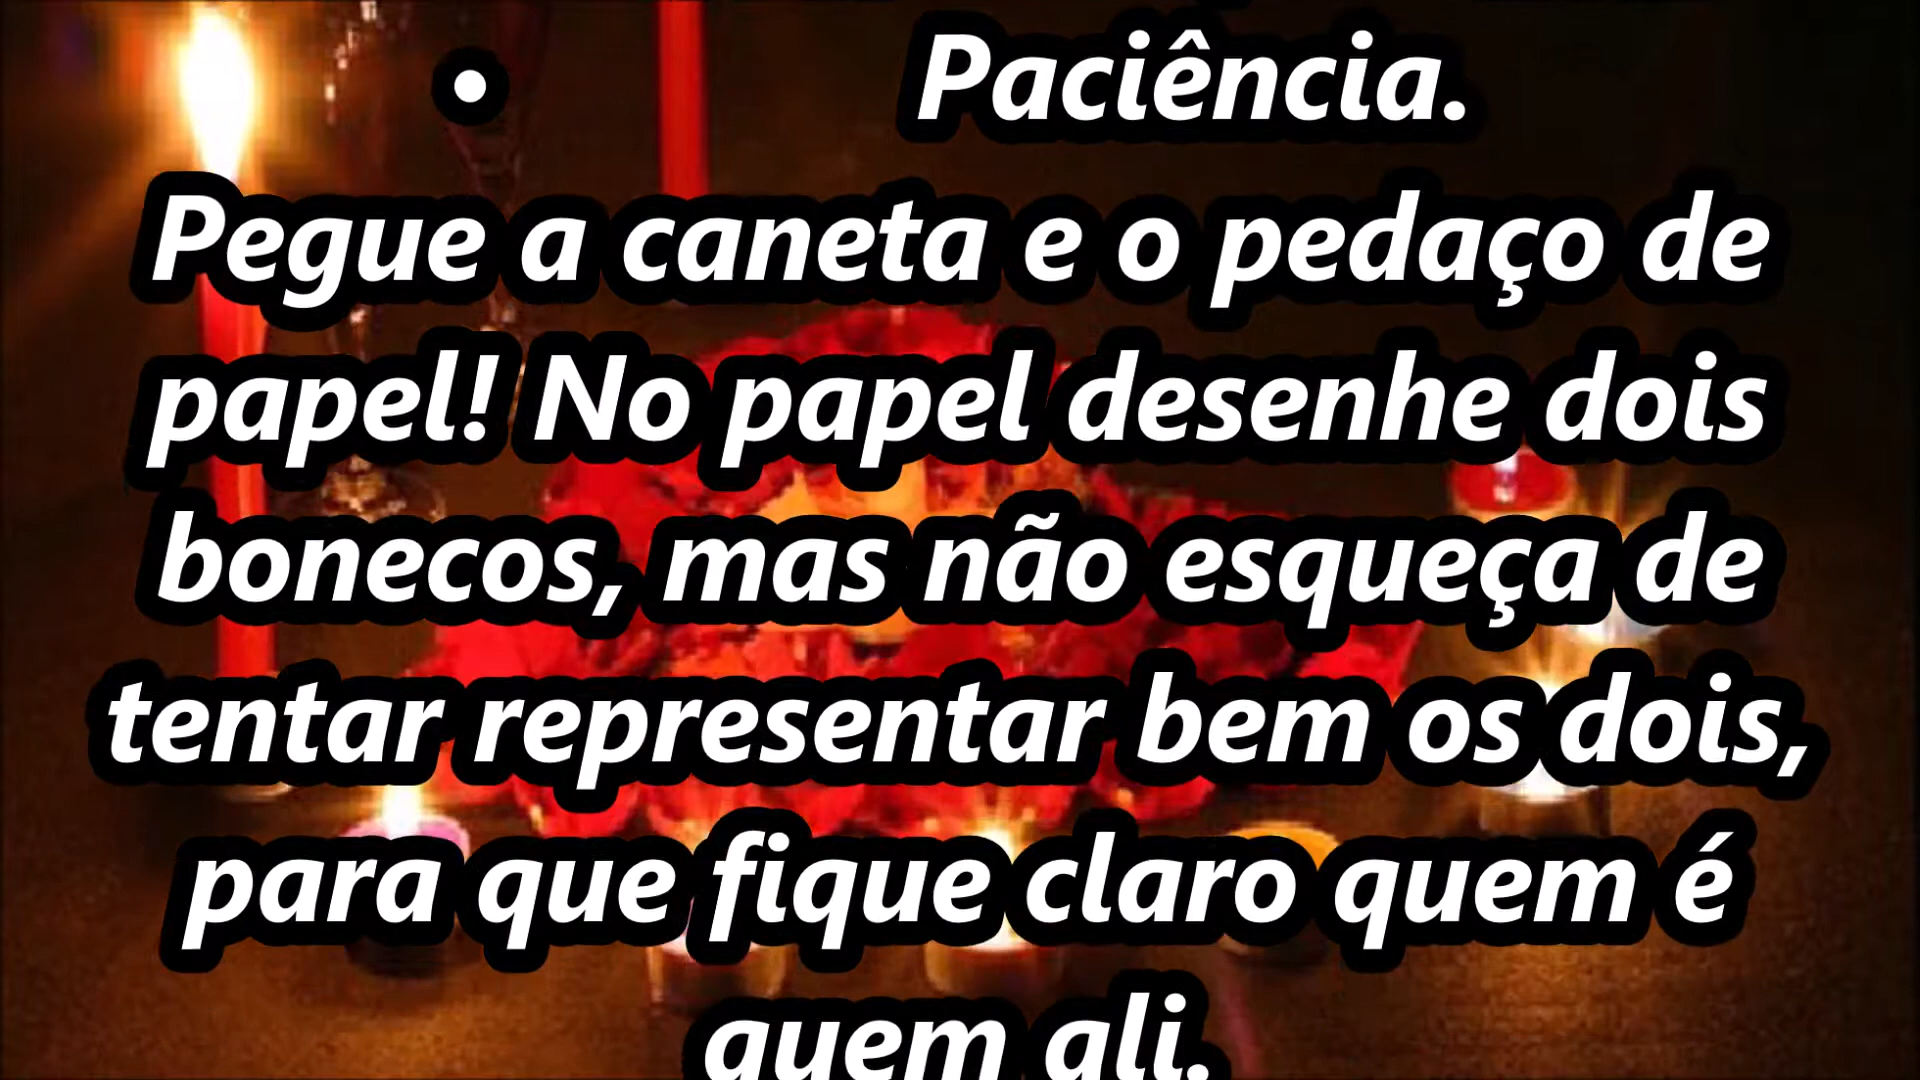 • Paciência.
Pegue a caneta e o pedaço de
papel! No papel desenhe dois
bonecos, mas não esqueça de
tentar representar bem os dois,
para que fique claro quem é
quem ali.